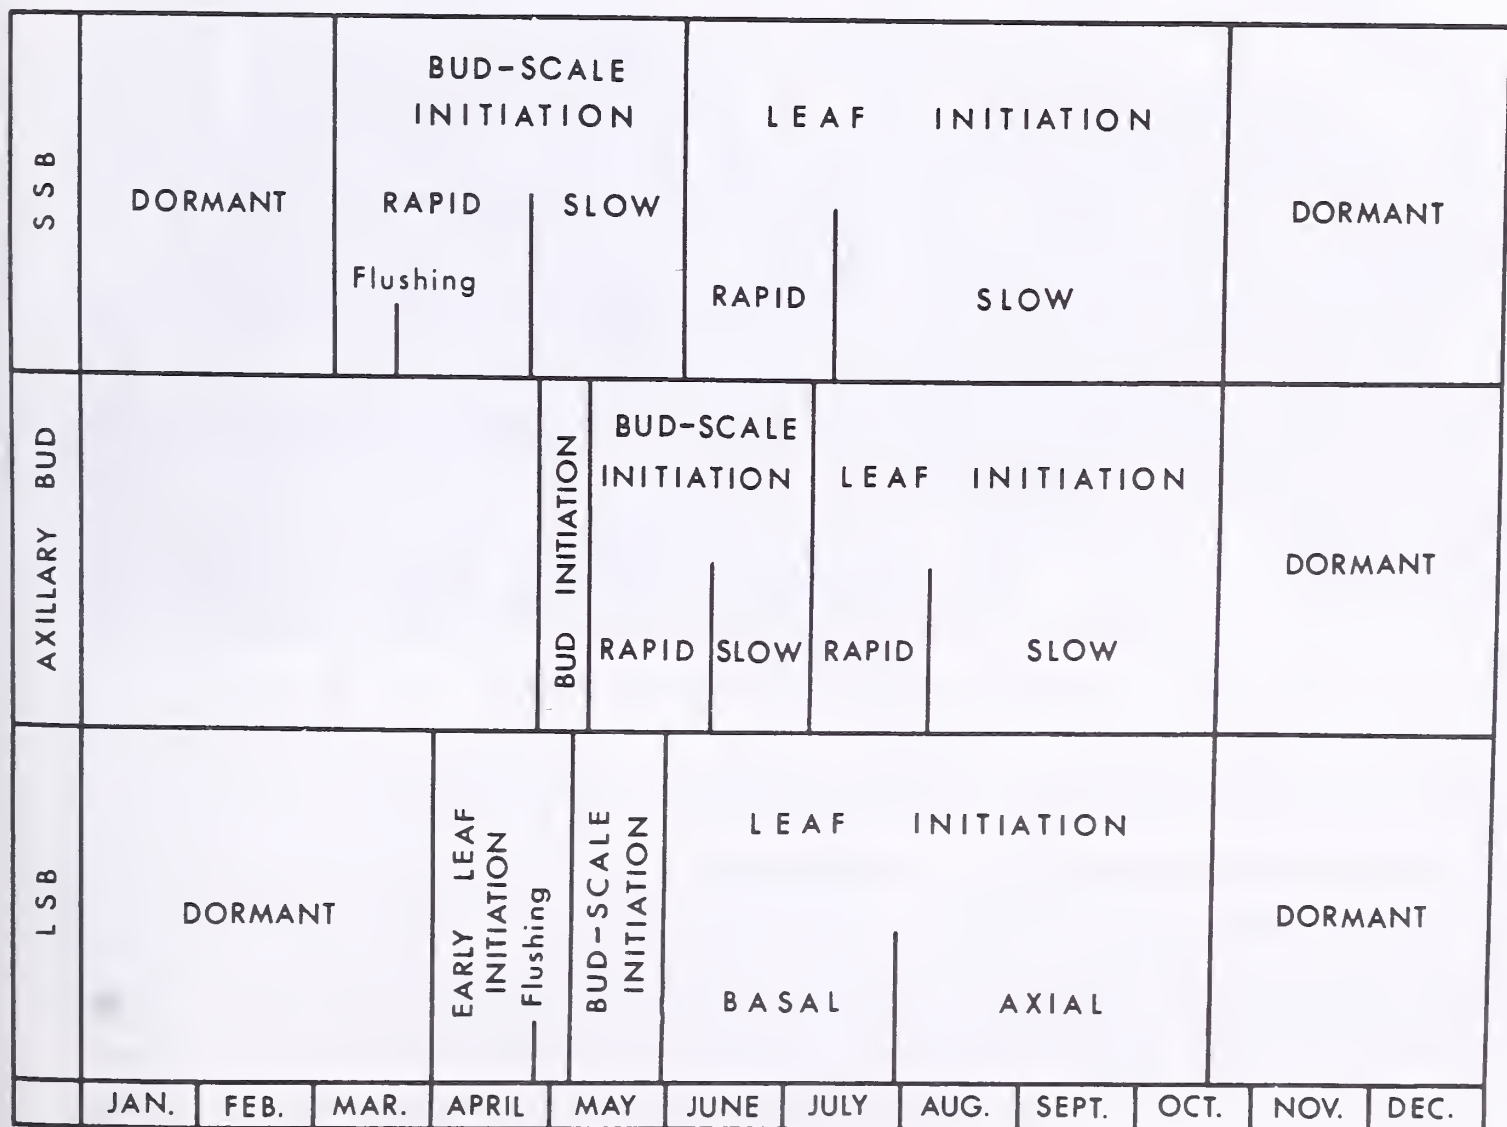 SSB
DORMANT
BUD-SCALE
INITIATION
RAPID
SLOW
Flushing
LEAF INITIATION
RAPID
SLOW
DORMANT
AXILLARY BUD
BUD INITIATION
BUD-SCALE
INITIATION
RAPID
SLOW
LEAF INITIATION
RAPID
SLOW
DORMANT
LSB
DORMANT
EARLY LEAF
INITIATION
Flushing
BUD-SCALE
INITIATION
LEAF INITIATION
BASAL
AXIAL
DORMANT
JAN. FEB. MAR. APRIL MAY JUNE JULY AUG. SEPT. OCT. NOV. DEC.